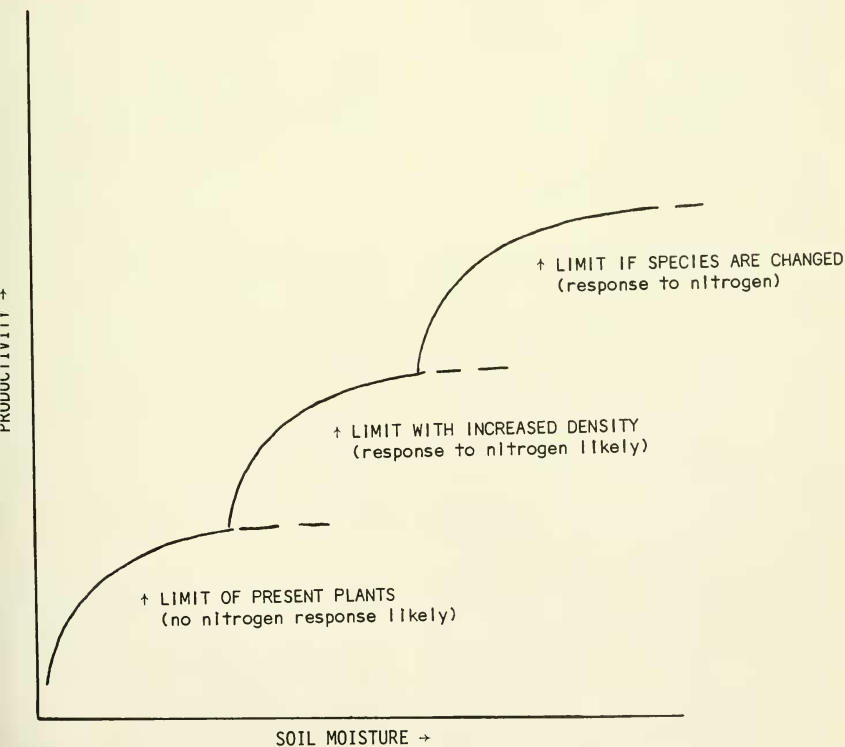 PRODUCTIVITY →
↑ LIMIT IF SPECIES ARE CHANGED
(response to nitrogen)
↑ LIMIT WITH INCREASED DENSITY
(response to nitrogen likely)
↑ LIMIT OF PRESENT PLANTS
(no nitrogen response likely)
SOIL MOISTURE →